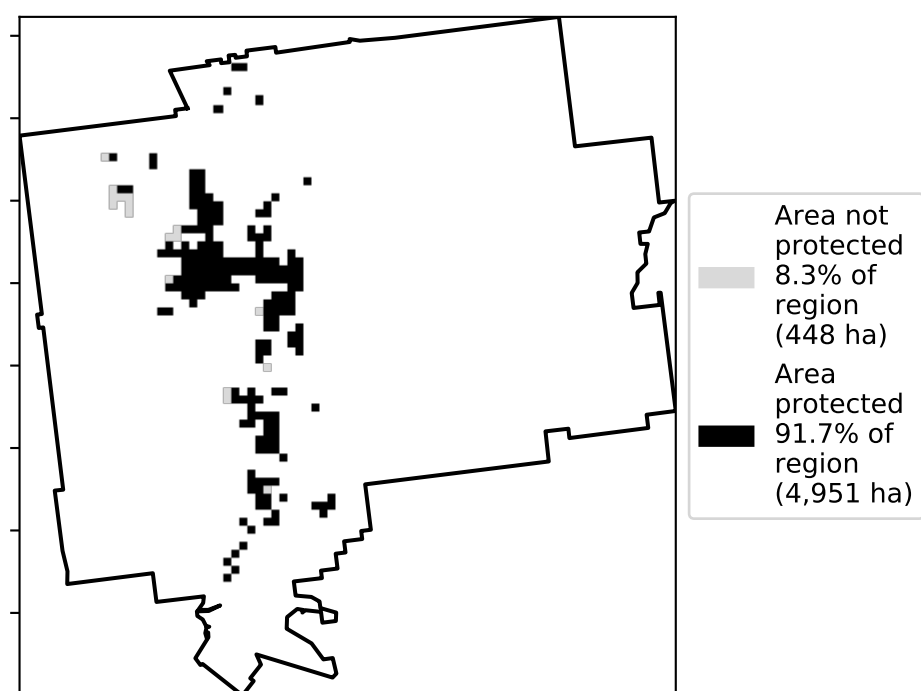 Area not
protected
8.3% of
region
(448 ha)
Area
protected
91.7% of
region
(4,951 ha)